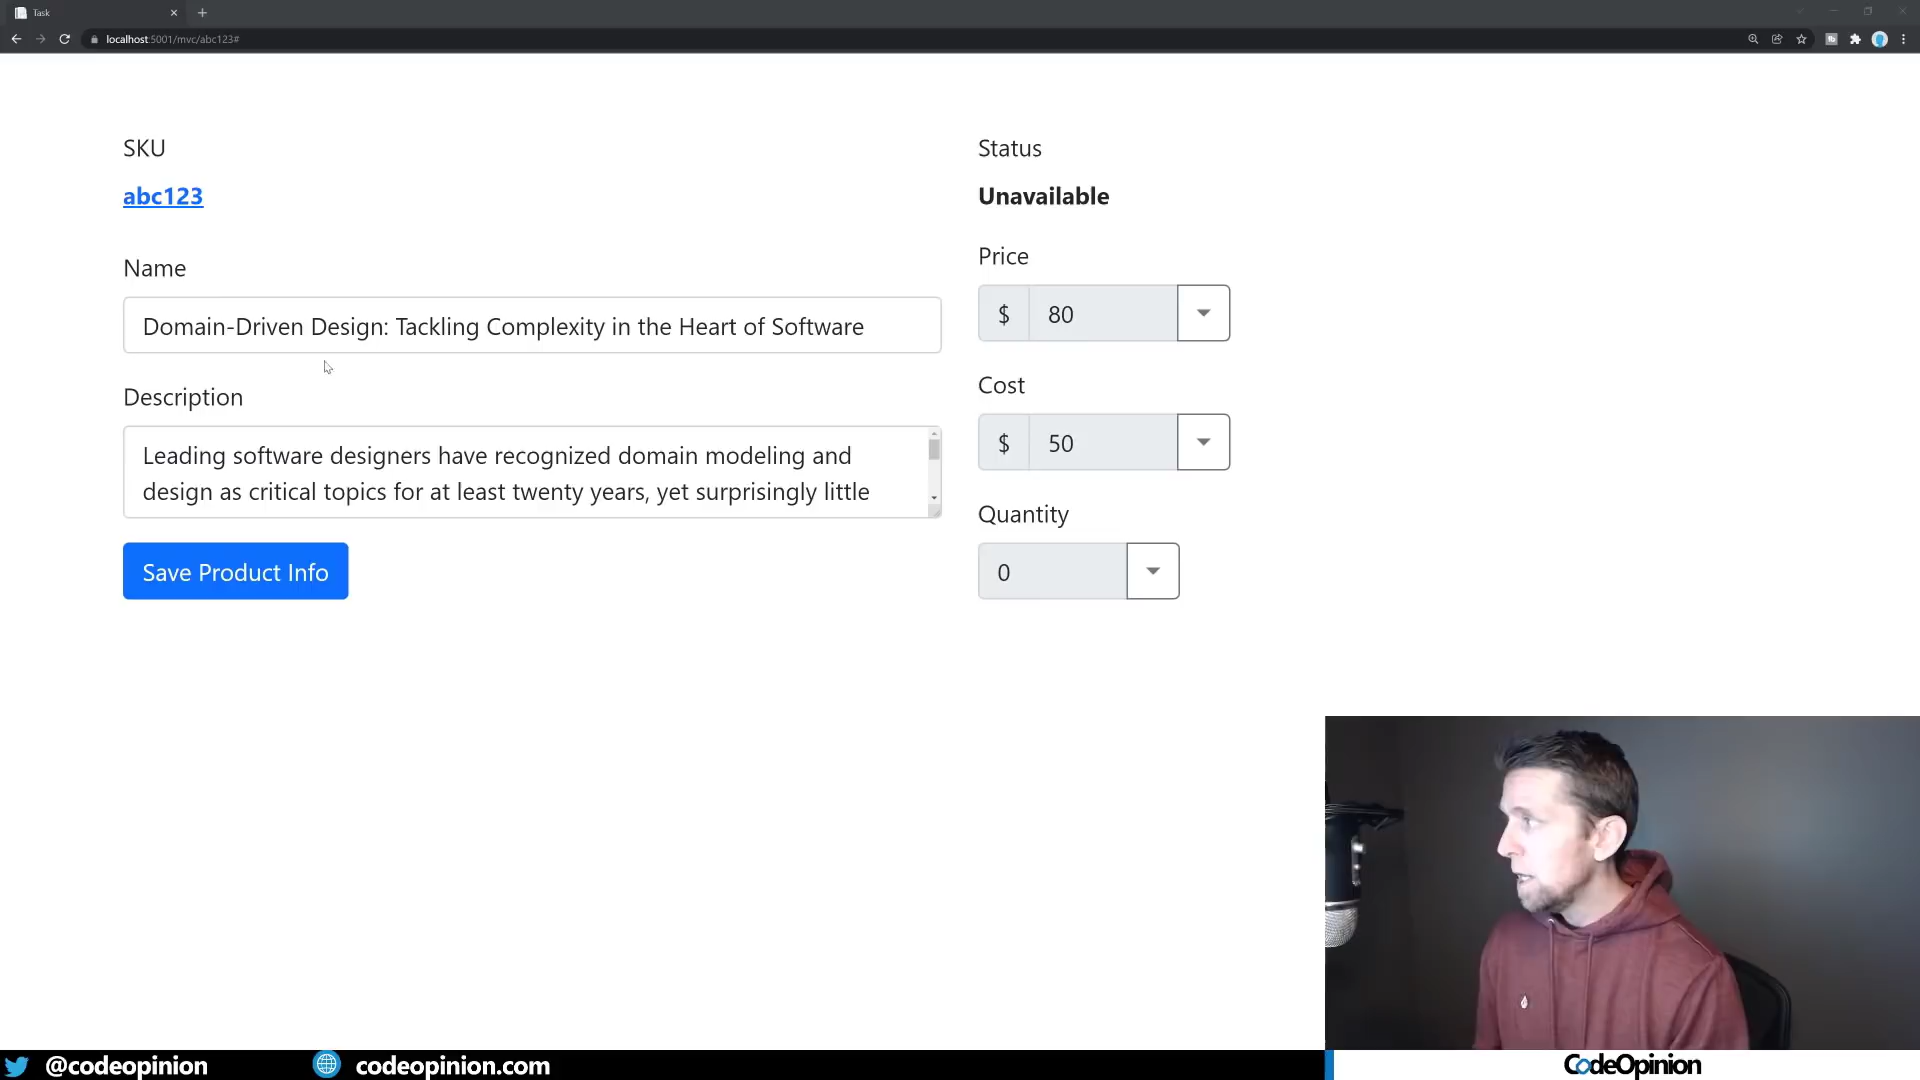 Task
localhost:5001/mvc/abc123#
SKU
abc123
Name
Domain-Driven Design: Tackling Complexity in the Heart of Software
Description
Leading software designers have recognized domain modeling and
design as critical topics for at least twenty years, yet surprisingly little
Save Product Info
Status
Unavailable
Price
$ 80
Cost
$ 50
Quantity
0
@codeopinion
codeopinion.com
CodeOpinion